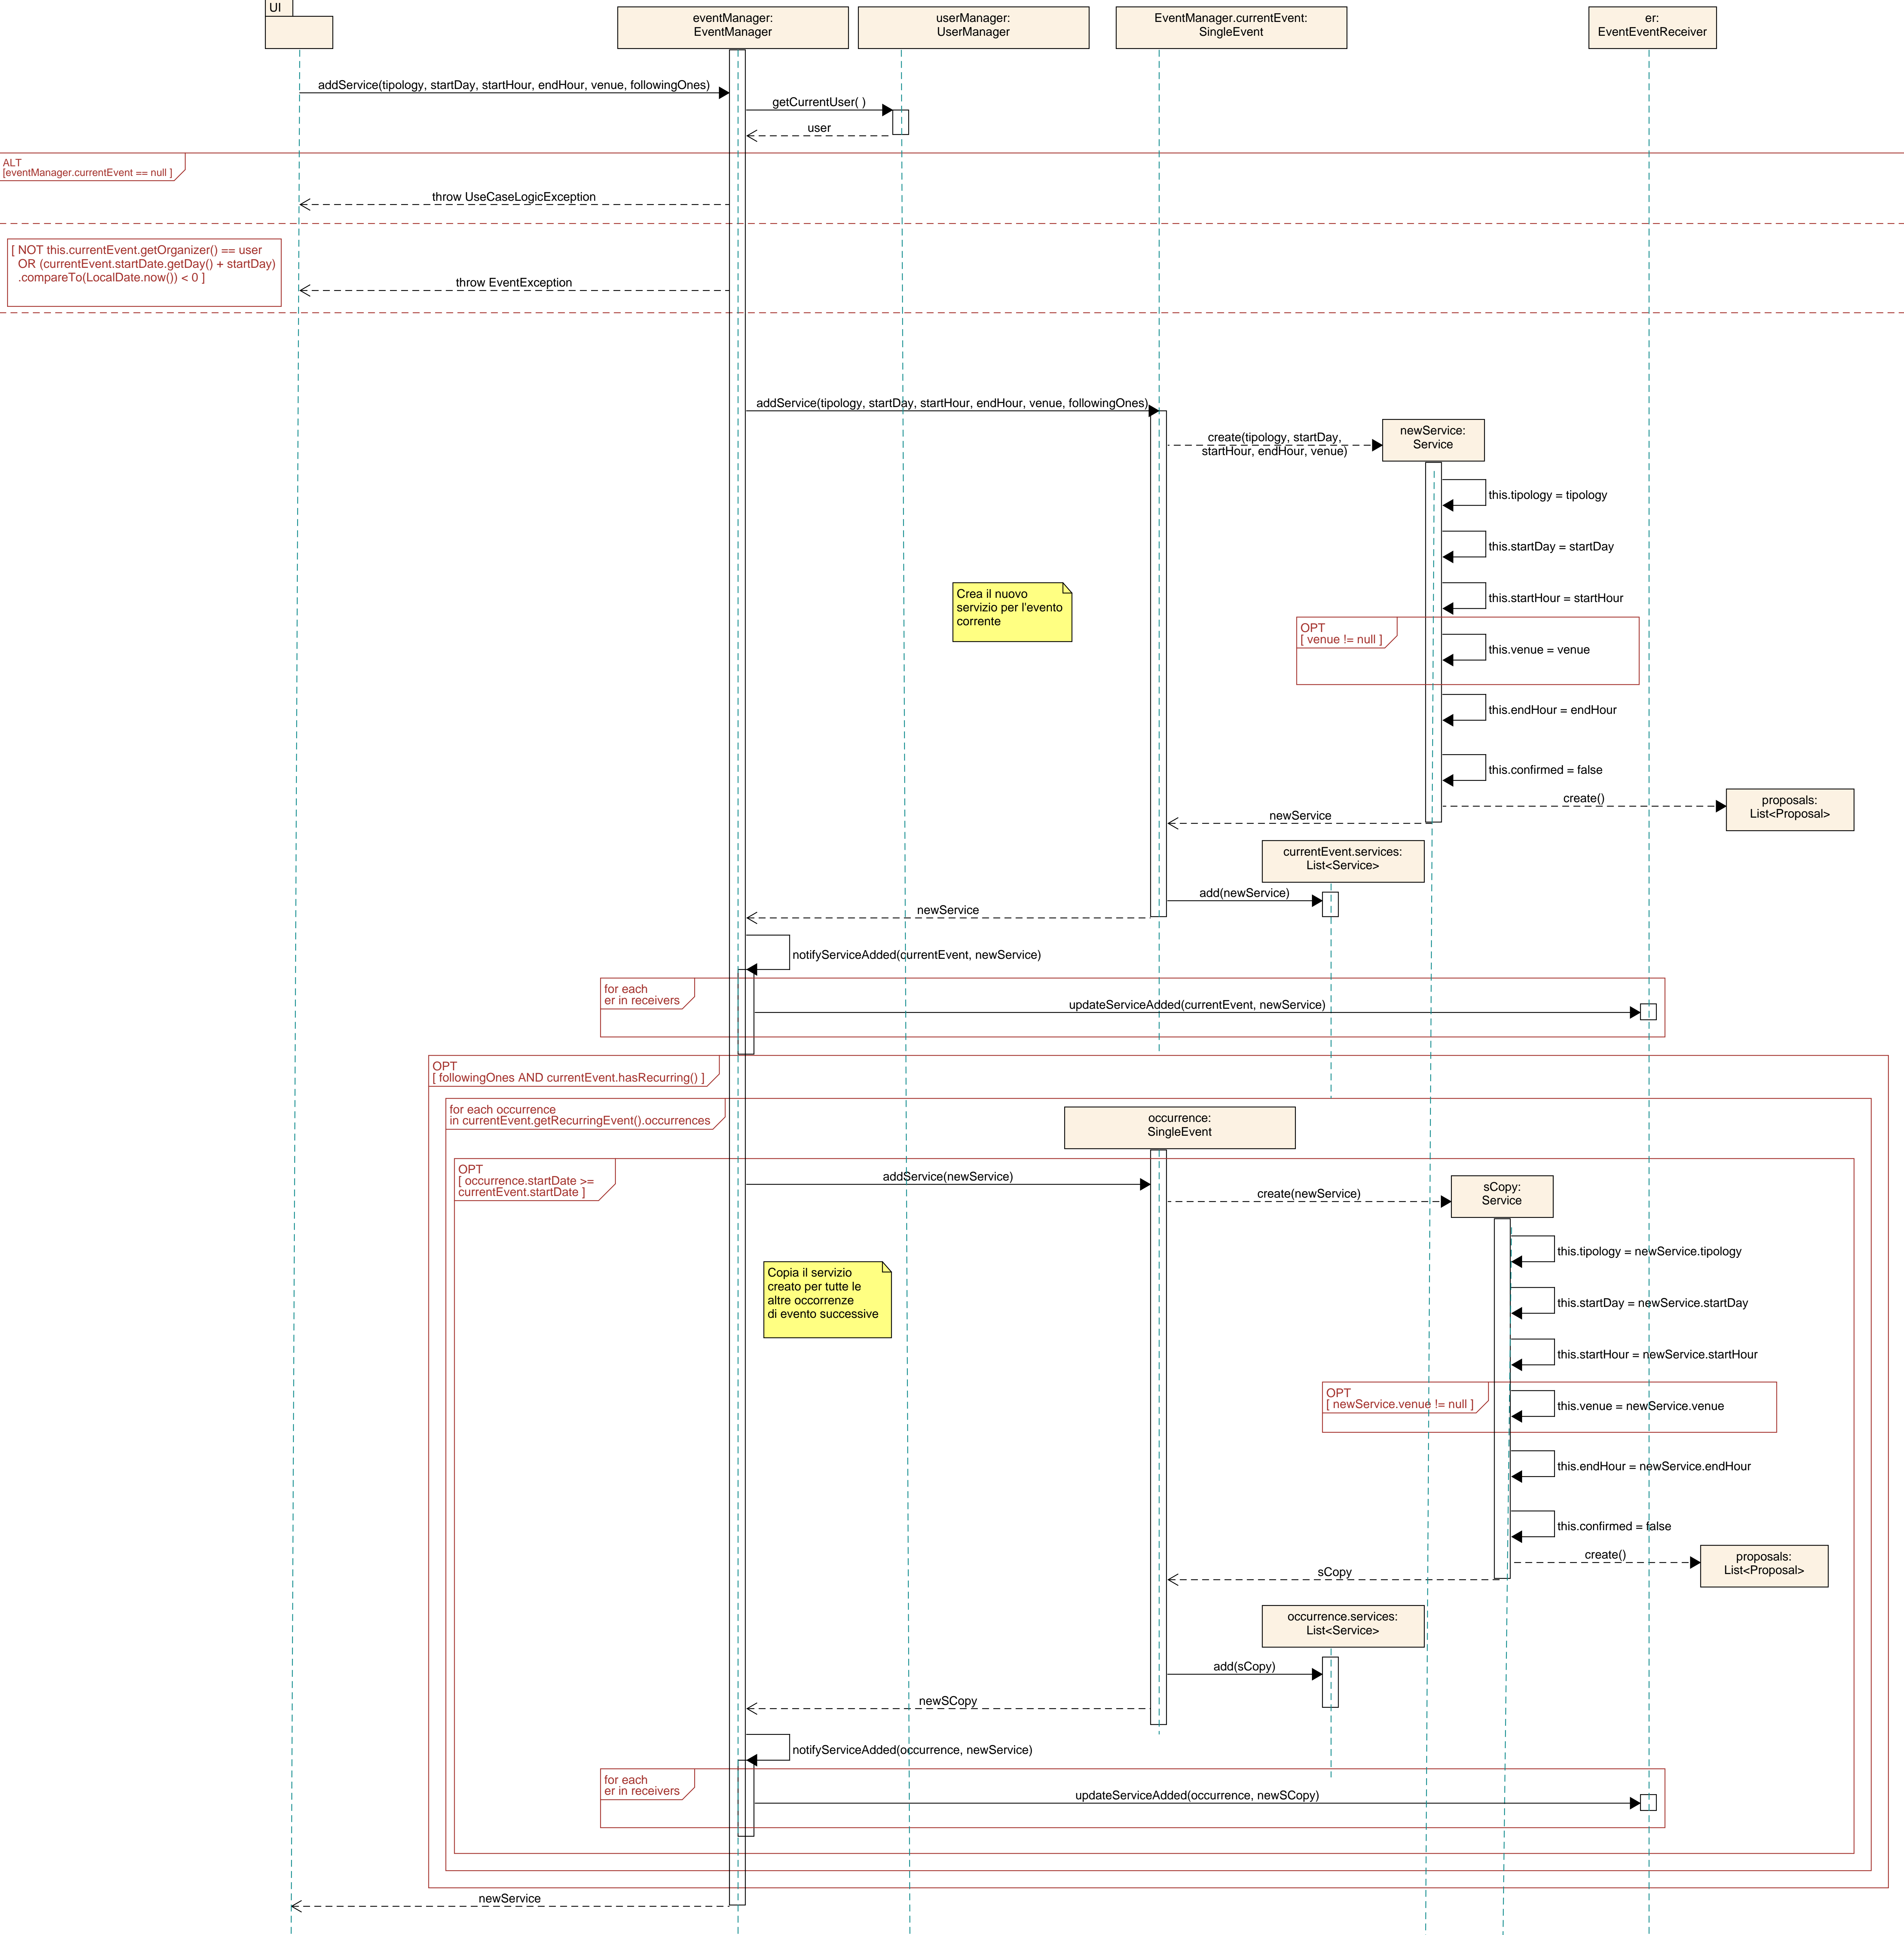 UI
eventManager:
EventManager
userManager:
UserManager
EventManager.currentEvent:
SingleEvent
er:
EventEventReceiver
addService(tipology, startDay, startHour, endHour, venue, followingOnes)
getCurrentUser( )
user
ALT
[eventManager.currentEvent == null ]
throw UseCaseLogicException
[ NOT this.currentEvent.getOrganizer() == user
OR (currentEvent.startDate.getDay() + startDay)
.compareTo(LocalDate.now()) < 0 ]
throw EventException
addService(tipology, startDay, startHour, endHour, venue, followingOnes)
create(tipology, startDay,
startHour, endHour, venue)
newService:
Service
this.tipology = tipology
this.startDay = startDay
Crea il nuovo
servizio per l'evento
corrente
this.startHour = startHour
OPT
[ venue != null ]
this.venue = venue
this.endHour = endHour
this.confirmed = false
create()
proposals:
List<Proposal>
newService
currentEvent.services:
List<Service>
add(newService)
newService
notifyServiceAdded(currentEvent, newService)
for each
er in receivers
updateServiceAdded(currentEvent, newService)
OPT
[ followingOnes AND currentEvent.hasRecurring() ]
for each occurrence
in currentEvent.getRecurringEvent().occurrences
occurrence:
SingleEvent
OPT
[ occurrence.startDate >=
currentEvent.startDate ]
addService(newService)
create(newService)
sCopy:
Service
this.tipology = newService.tipology
Copia il servizio
creato per tutte le
altre occorrenze
di evento successive
this.startDay = newService.startDay
this.startHour = newService.startHour
OPT
[ newService.venue != null ]
this.venue = newService.venue
this.endHour = newService.endHour
this.confirmed = false
create()
proposals:
List<Proposal>
sCopy
occurrence.services:
List<Service>
add(sCopy)
newSCopy
notifyServiceAdded(occurrence, newService)
for each
er in receivers
updateServiceAdded(occurrence, newSCopy)
newService